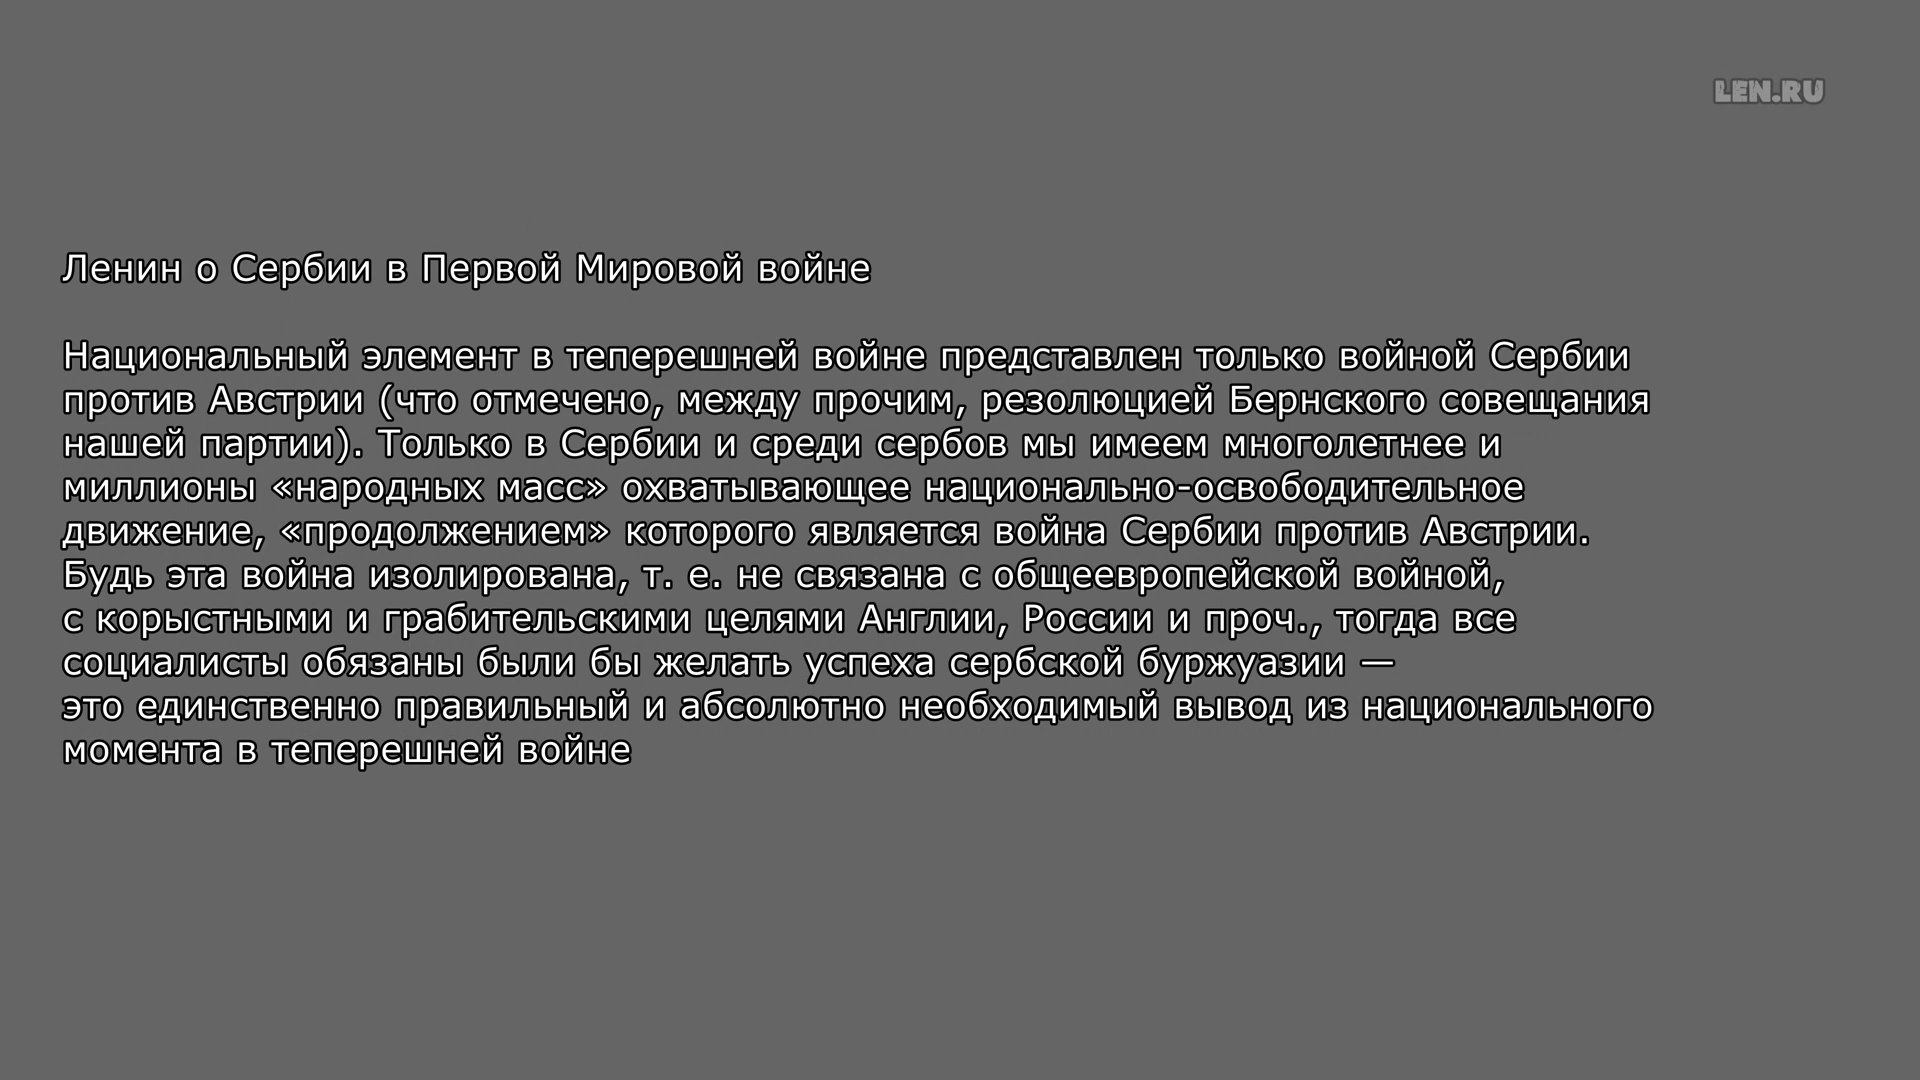 LEN.RU
Ленин о Сербии в Первой Мировой войне
Национальный элемент в теперешней войне представлен только войной Сербии
против Австрии (что отмечено, между прочим, резолюцией Бернского совещания
нашей партии). Только в Сербии и среди сербов мы имеем многолетнее и
миллионы «народных масс» охватывающее национально-освободительное
движение, «продолжением» которого является война Сербии против Австрии.
Будь эта война изолирована, т. е. не связана с общеевропейской войной,
с корыстными и грабительскими целями Англии, России и проч., тогда все
социалисты обязаны были бы желать успеха сербской буржуазии —
это единственно правильный и абсолютно необходимый вывод из национального
момента в теперешней войне